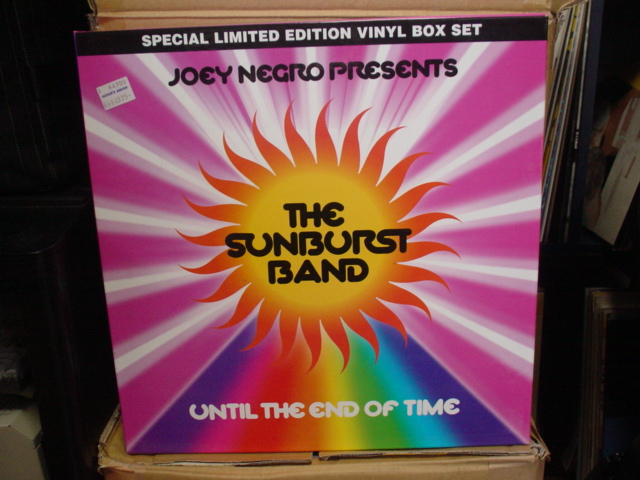 SPECIAL LIMITED EDITION VINYL BOX SET
JOEY NEGRO PRESENTS
THE
SUNBURST
BAND
UNTIL THE END OF TIME